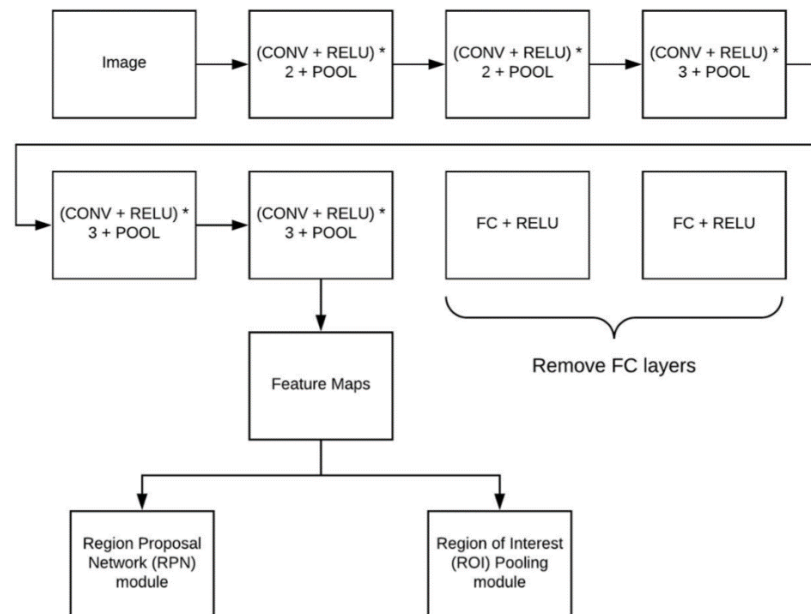 Image
(CONV + RELU) *
2 + POOL
(CONV + RELU) *
2 + POOL
(CONV + RELU) *
3 + POOL
(CONV + RELU) *
3 + POOL
(CONV + RELU) *
3 + POOL
FC + RELU
FC + RELU
Remove FC layers
Feature Maps
Region Proposal
Network (RPN)
module
Region of Interest
(ROI) Pooling
module